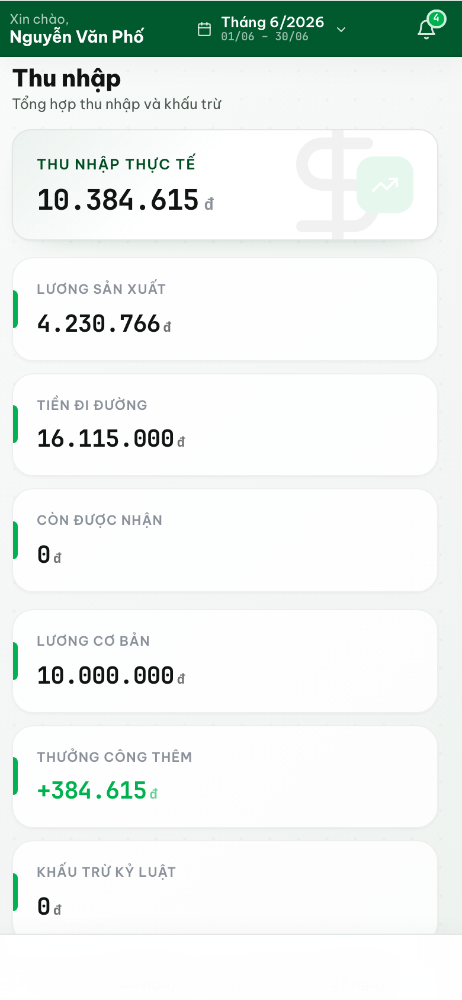 Xin chào,
Nguyễn Văn Phố
Tháng 6/2026
01/06 – 30/06
4
Thu nhập
Tổng hợp thu nhập và khấu trừ
THU NHẬP THỰC TẾ
10.384.615 đ
LƯƠNG SẢN XUẤT
4.230.766 đ
TIỀN ĐI ĐƯỜNG
16.115.000 đ
CÒN ĐƯỢC NHẬN
0 đ
LƯƠNG CƠ BẢN
10.000.000 đ
THƯỞNG CÔNG THÊM
+384.615 đ
KHẤU TRỪ KỶ LUẬT
0 đ